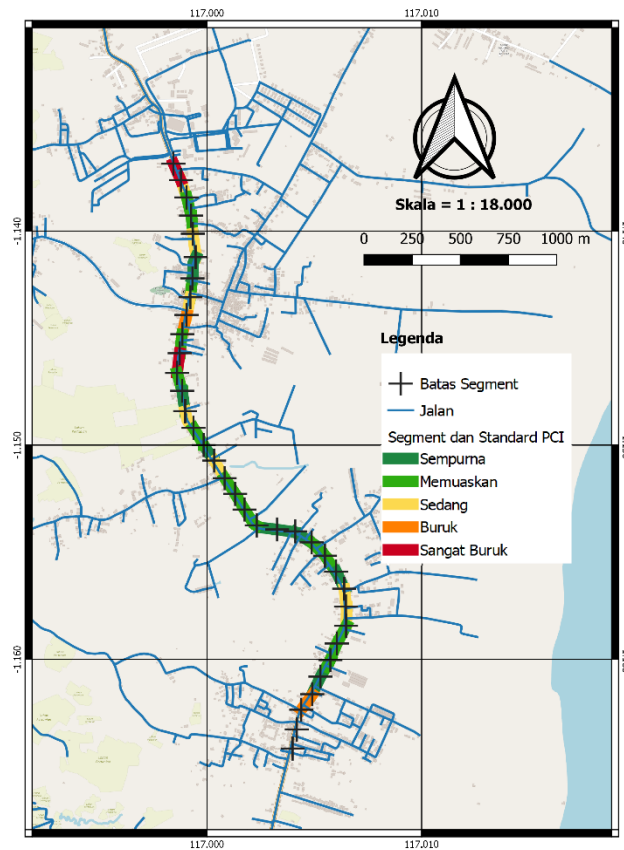 117.000 117.010
Skala = 1 : 18.000
0 250 500 750 1000 m
-1.140
Legenda
Batas Segment
Jalan
Segment dan Standard PCI
Sempurna
Memuaskan
Sedang
Buruk
Sangat Buruk
-1.150
-1.160
117.000 117.010